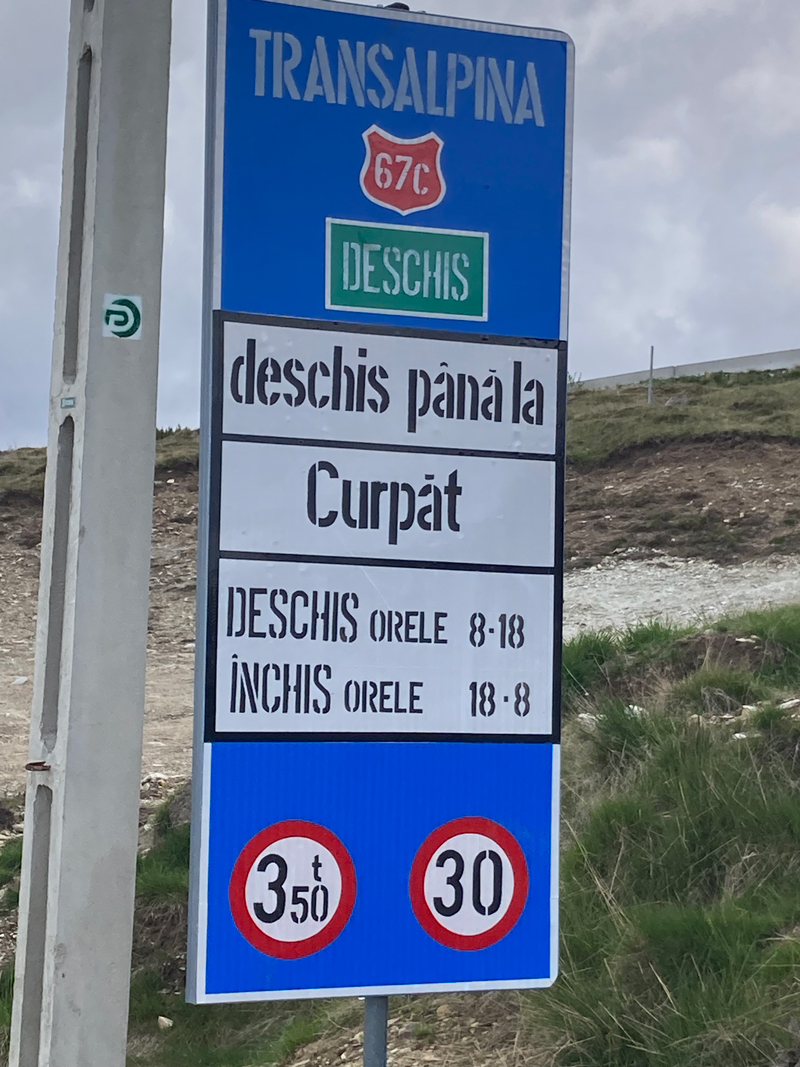 TRANSALPINA
67C
DESCHIS
deschis până la
Curpăt
DESCHIS ORELE 8-18
ÎNCHIS ORELE 18-8
3,50 t
30